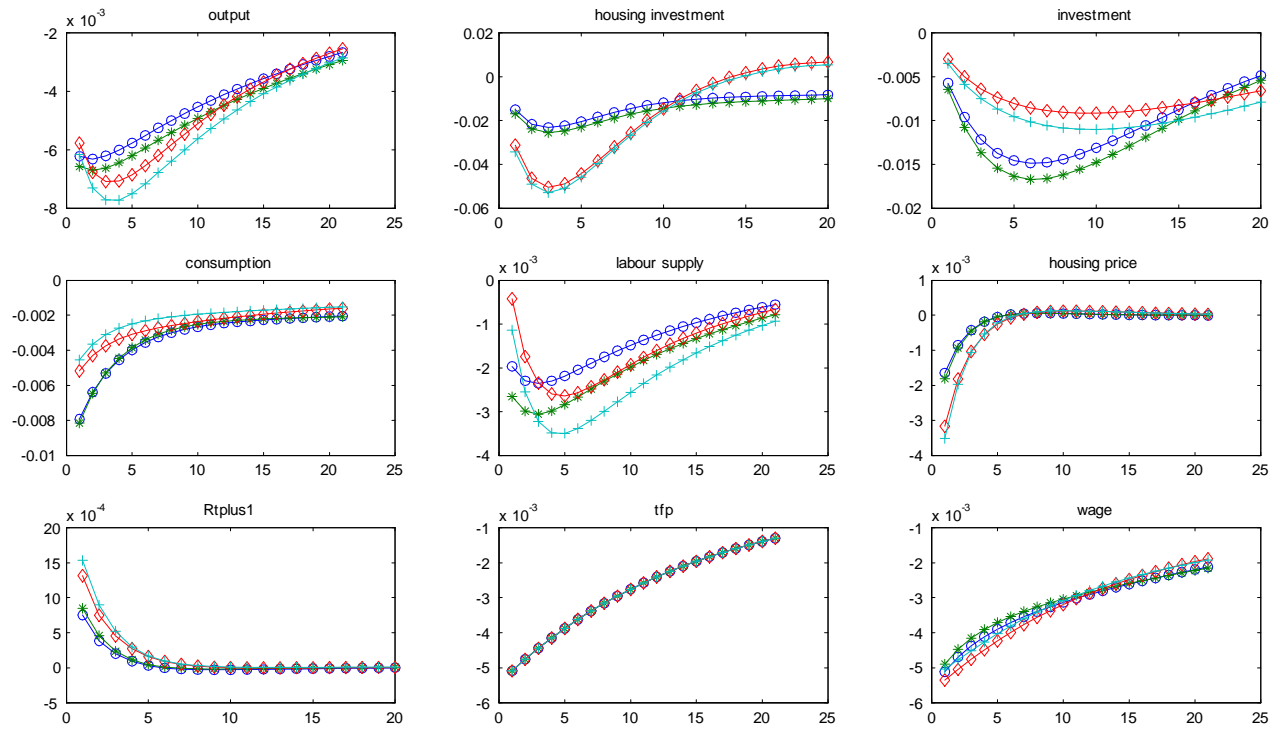 output
x 10-3
-2
-4
-6
-8
0 5 10 15 20 25
housing investment
0.02
0
-0.02
-0.04
-0.06
0 5 10 15 20
investment
0
-0.005
-0.01
-0.015
-0.02
0 5 10 15 20
consumption
0
-0.002
-0.004
-0.006
-0.008
-0.01
0 5 10 15 20 25
labour supply
x 10-3
0
-1
-2
-3
-4
0 5 10 15 20 25
housing price
x 10-3
1
0
-1
-2
-3
-4
0 5 10 15 20 25
Rtplus1
x 10-4
20
15
10
5
0
-5
0 5 10 15 20
tfp
x 10-3
-1
-2
-3
-4
-5
-6
0 5 10 15 20 25
wage
x 10-3
-1
-2
-3
-4
-5
-6
0 5 10 15 20 25